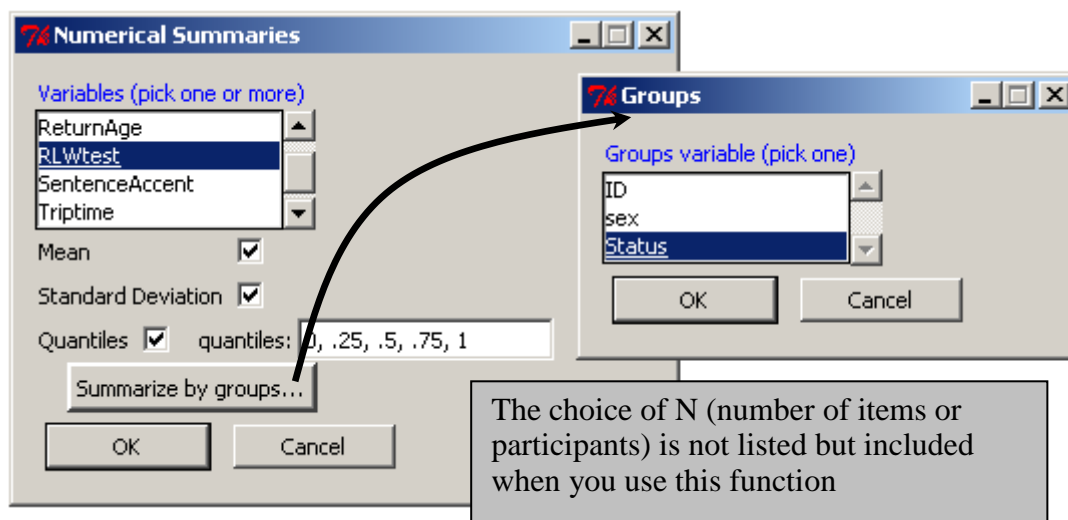 Numerical Summaries
Variables (pick one or more)
ReturnAge
RLWtest
SentenceAccent
Triptime
Mean
Standard Deviation
Quantiles quantiles: 0, .25, .5, .75, 1
Summarize by groups...
OK Cancel
Groups
Groups variable (pick one)
ID
sex
Status
OK Cancel
The choice of N (number of items or
participants) is not listed but included
when you use this function